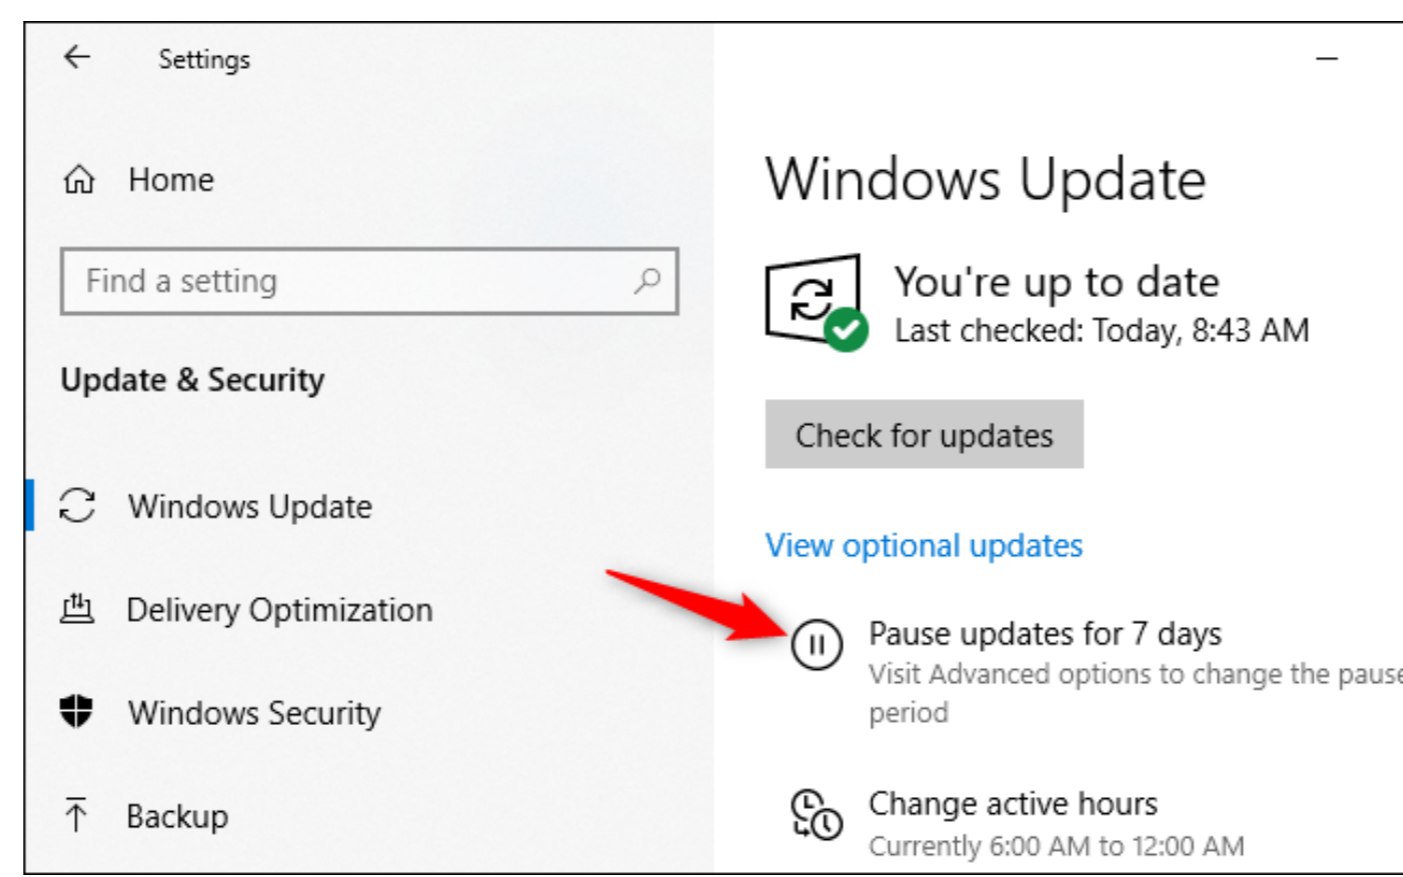 Settings
Home
Find a setting
Update & Security
Windows Update
Delivery Optimization
Windows Security
Backup
Windows Update
You're up to date
Last checked: Today, 8:43 AM
Check for updates
View optional updates
Pause updates for 7 days
Visit Advanced options to change the pause
period
Change active hours
Currently 6:00 AM to 12:00 AM